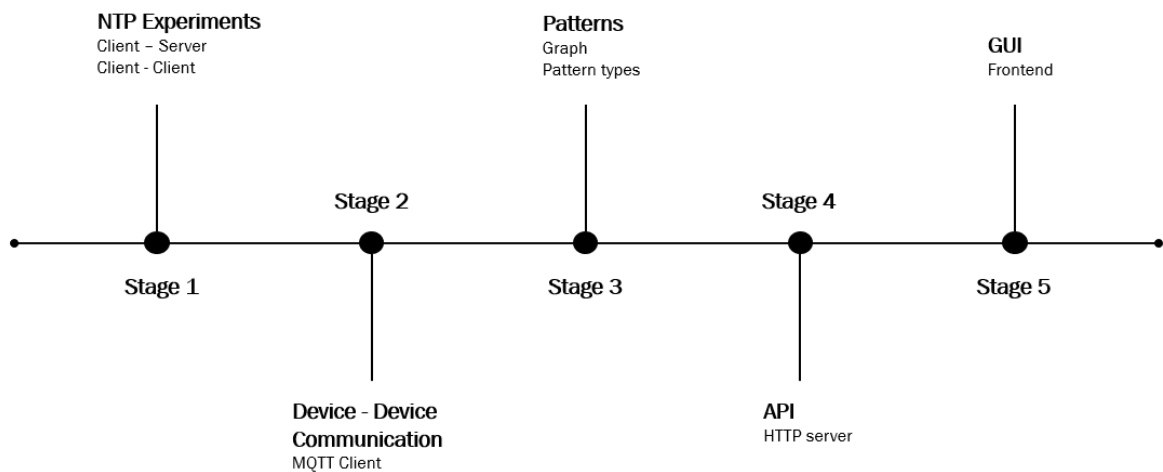 NTP Experiments
Client – Server
Client - Client
Patterns
Graph
Pattern types
GUI
Frontend
Stage 2
Stage 4
Stage 1
Stage 3
Stage 5
Device - Device
Communication
MQTT Client
API
HTTP server